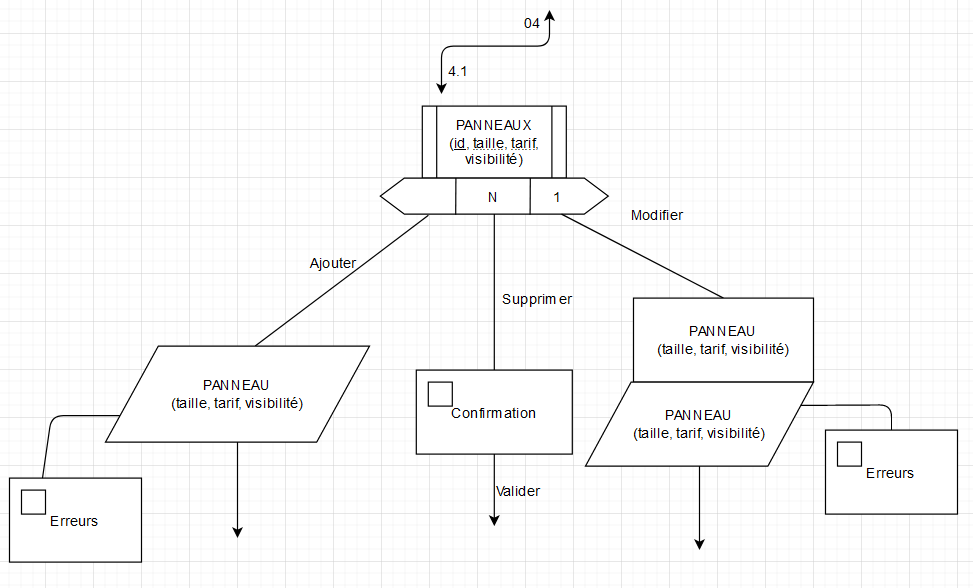 04
4.1
PANNEAUX
(id, taille, tarif,
visibilité)
N
1
Modifier
Ajouter
Supprimer
PANNEAU
(taille, tarif, visibilité)
PANNEAU
(taille, tarif, visibilité)
Confirmation
PANNEAU
(taille, tarif, visibilité)
Erreurs
Valider
Erreurs